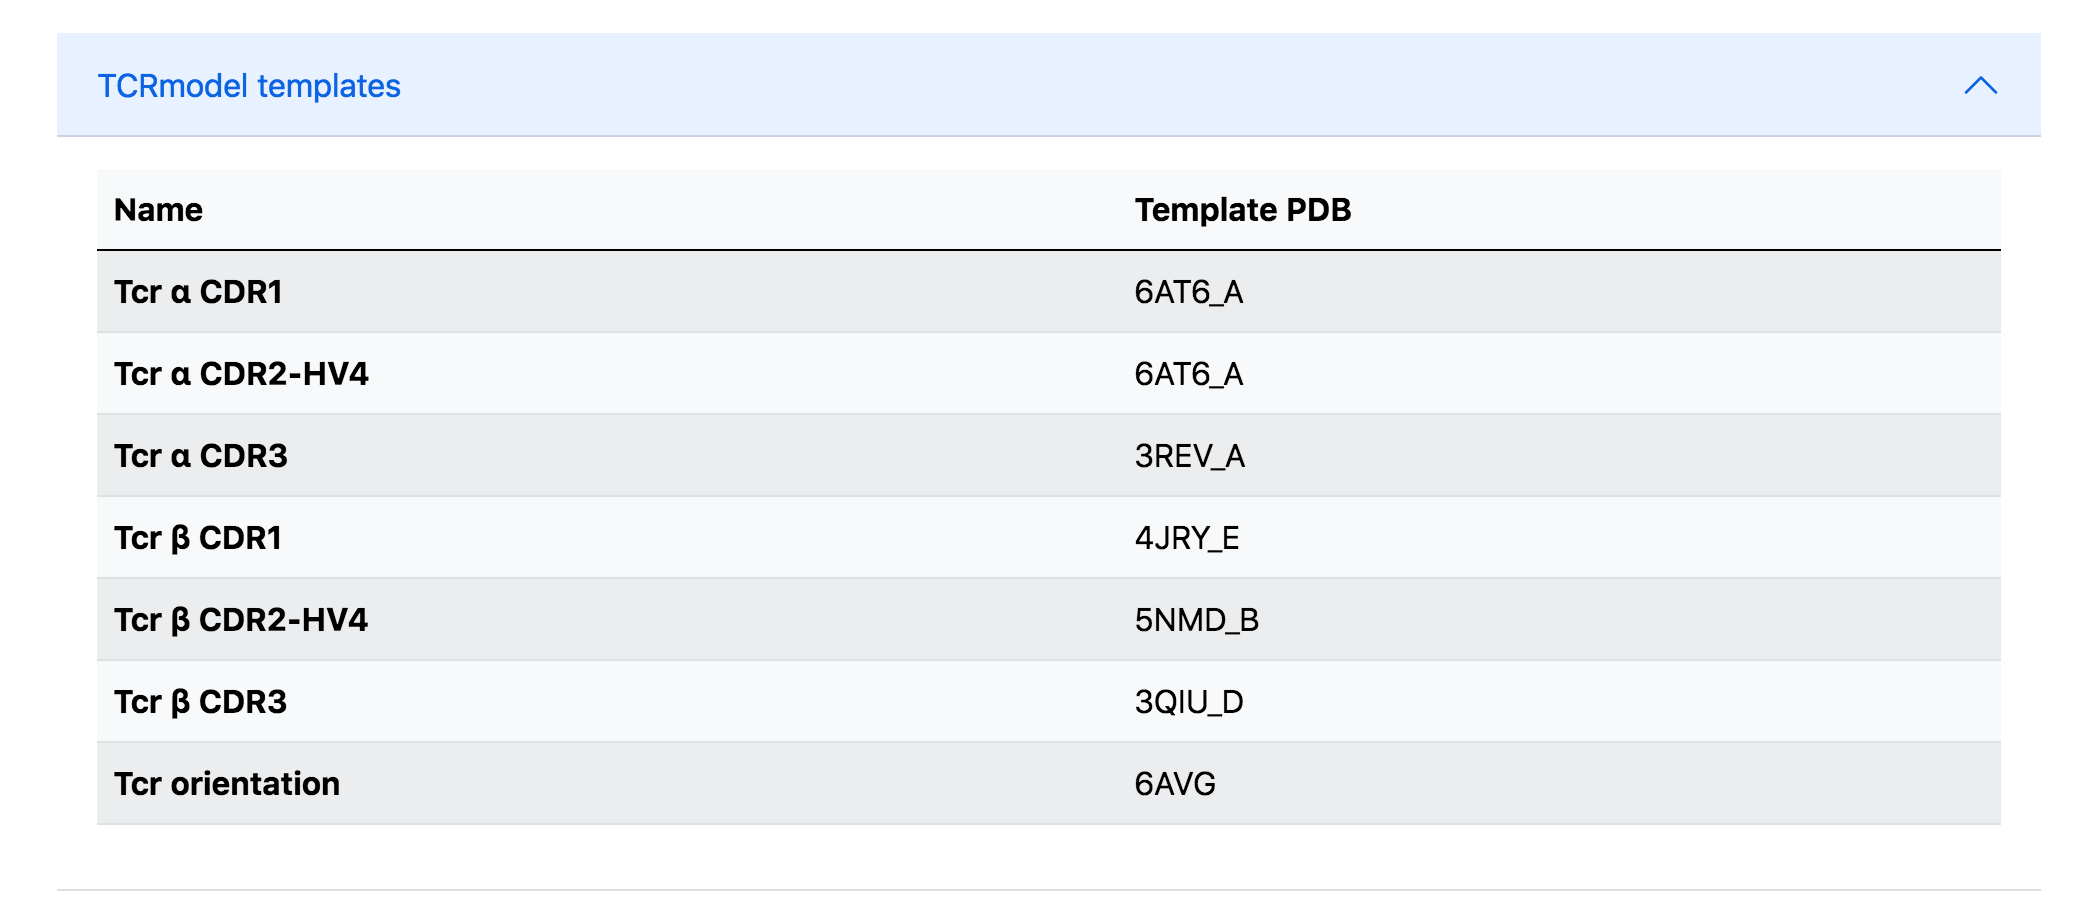 TCRmodel templates
Name Template PDB
Tcr α CDR1 6AT6_A
Tcr α CDR2-HV4 6AT6_A
Tcr α CDR3 3REV_A
Tcr β CDR1 4JRY_E
Tcr β CDR2-HV4 5NMD_B
Tcr β CDR3 3QIU_D
Tcr orientation 6AVG